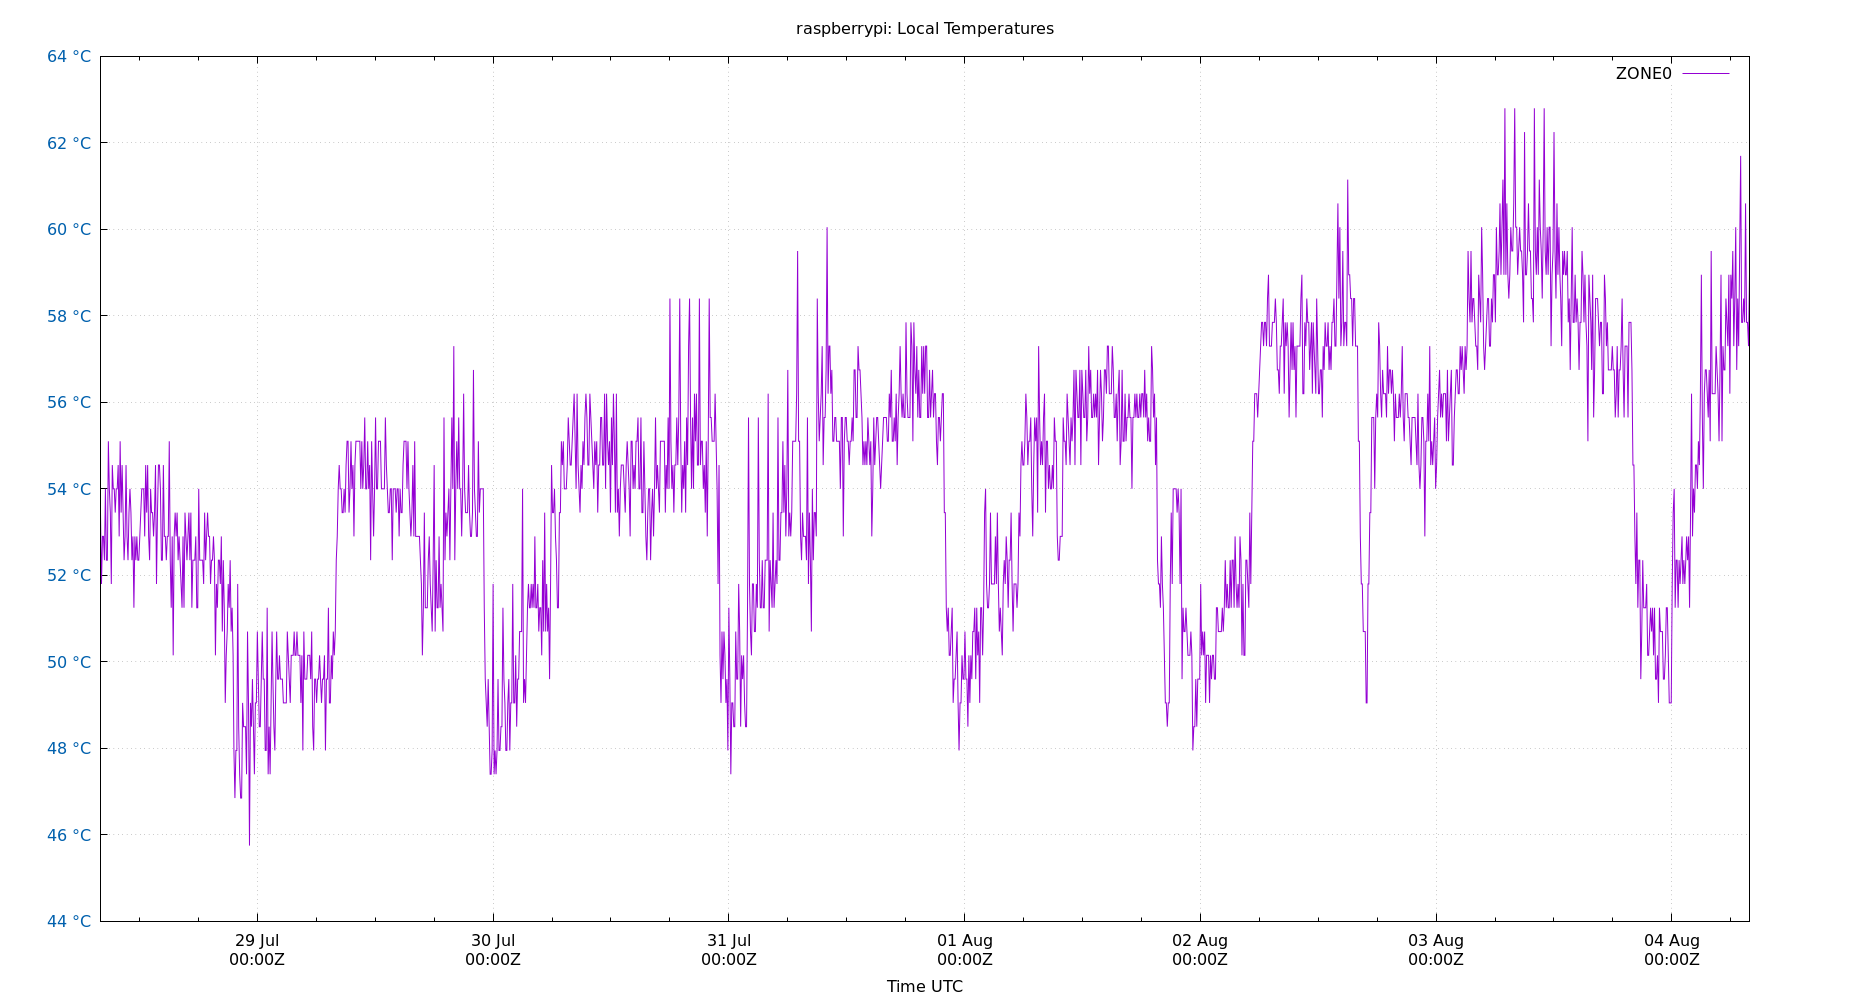 raspberrypi: Local Temperatures
64 °C
ZONE0
62 °C
60 °C
58 °C
56 °C
54 °C
52 °C
50 °C
48 °C
46 °C
44 °C
29 Jul 30 Jul 31 Jul 01 Aug 02 Aug 03 Aug 04 Aug
00:00Z 00:00Z 00:00Z 00:00Z 00:00Z 00:00Z 00:00Z
Time UTC